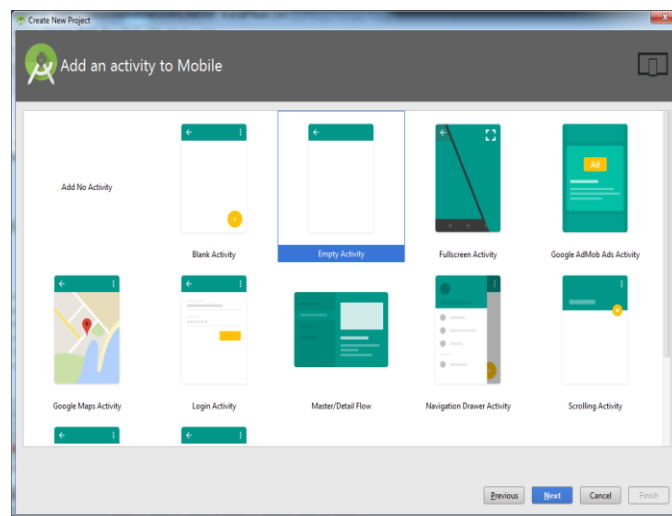 Create New Project
Add an activity to Mobile
Add No Activity
Blank Activity
Empty Activity
Fullscreen Activity
Ad
Google AdMob Ads Activity
Google Maps Activity
Login Activity
Master/Detail Flow
Navigation Drawer Activity
Scrolling Activity
Previous
Next
Cancel
Finish